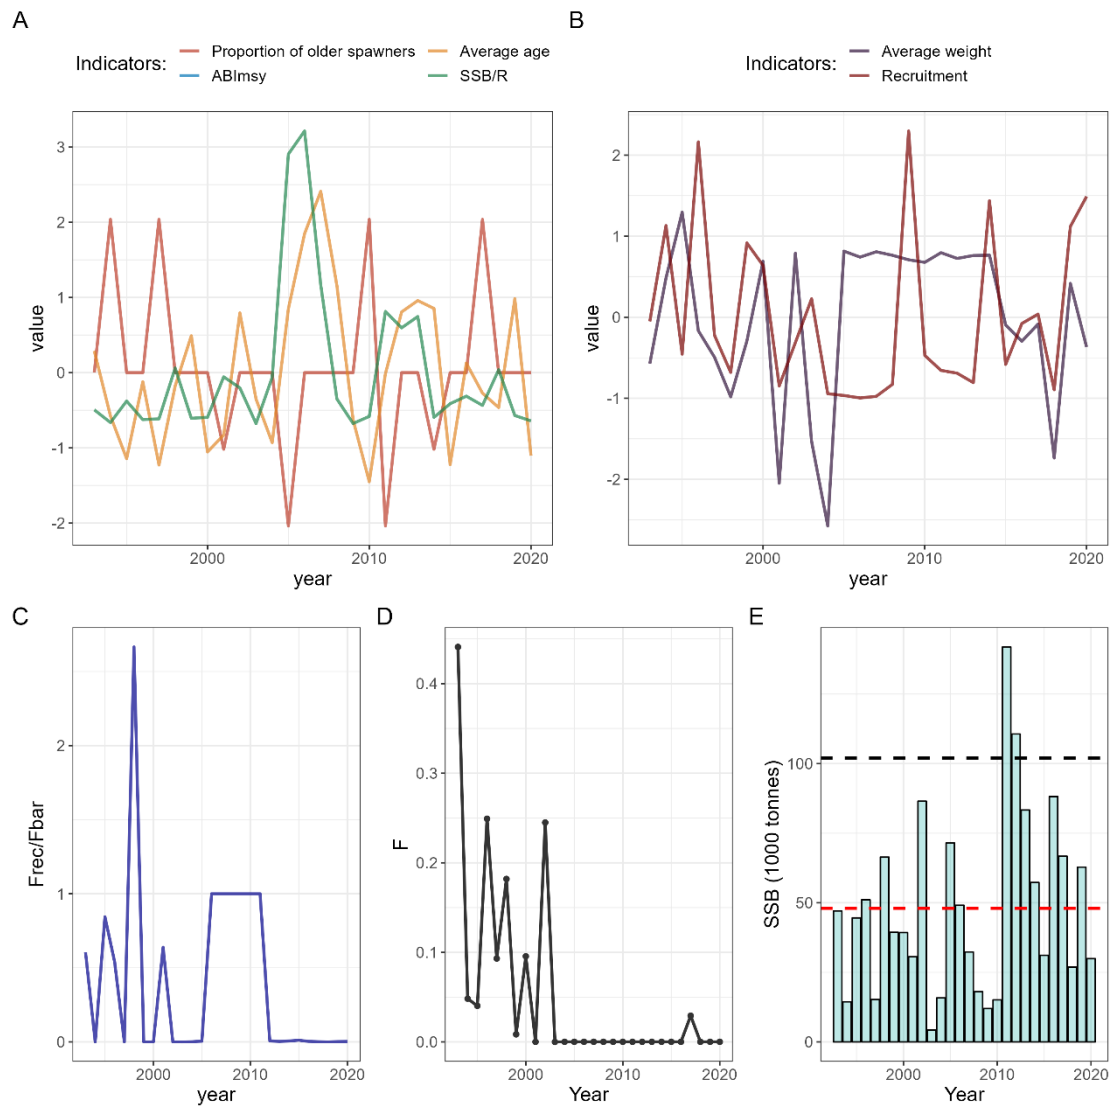 A
B
Indicators: Proportion of older spawners Average age
ABImsy SSB/R
Indicators: Average weight
Recruitment
3
2
1
0
-1
-2
value
2000 2010 2020
year
2
1
0
-1
-2
value
2000 2010 2020
year
C
D
E
2
1
0
Frec/Fbar
2000 2010 2020
year
0.4
0.3
0.2
0.1
0.0
F
2000 2010 2020
Year
100
50
0
SSB (1000 tonnes)
2000 2010 2020
Year